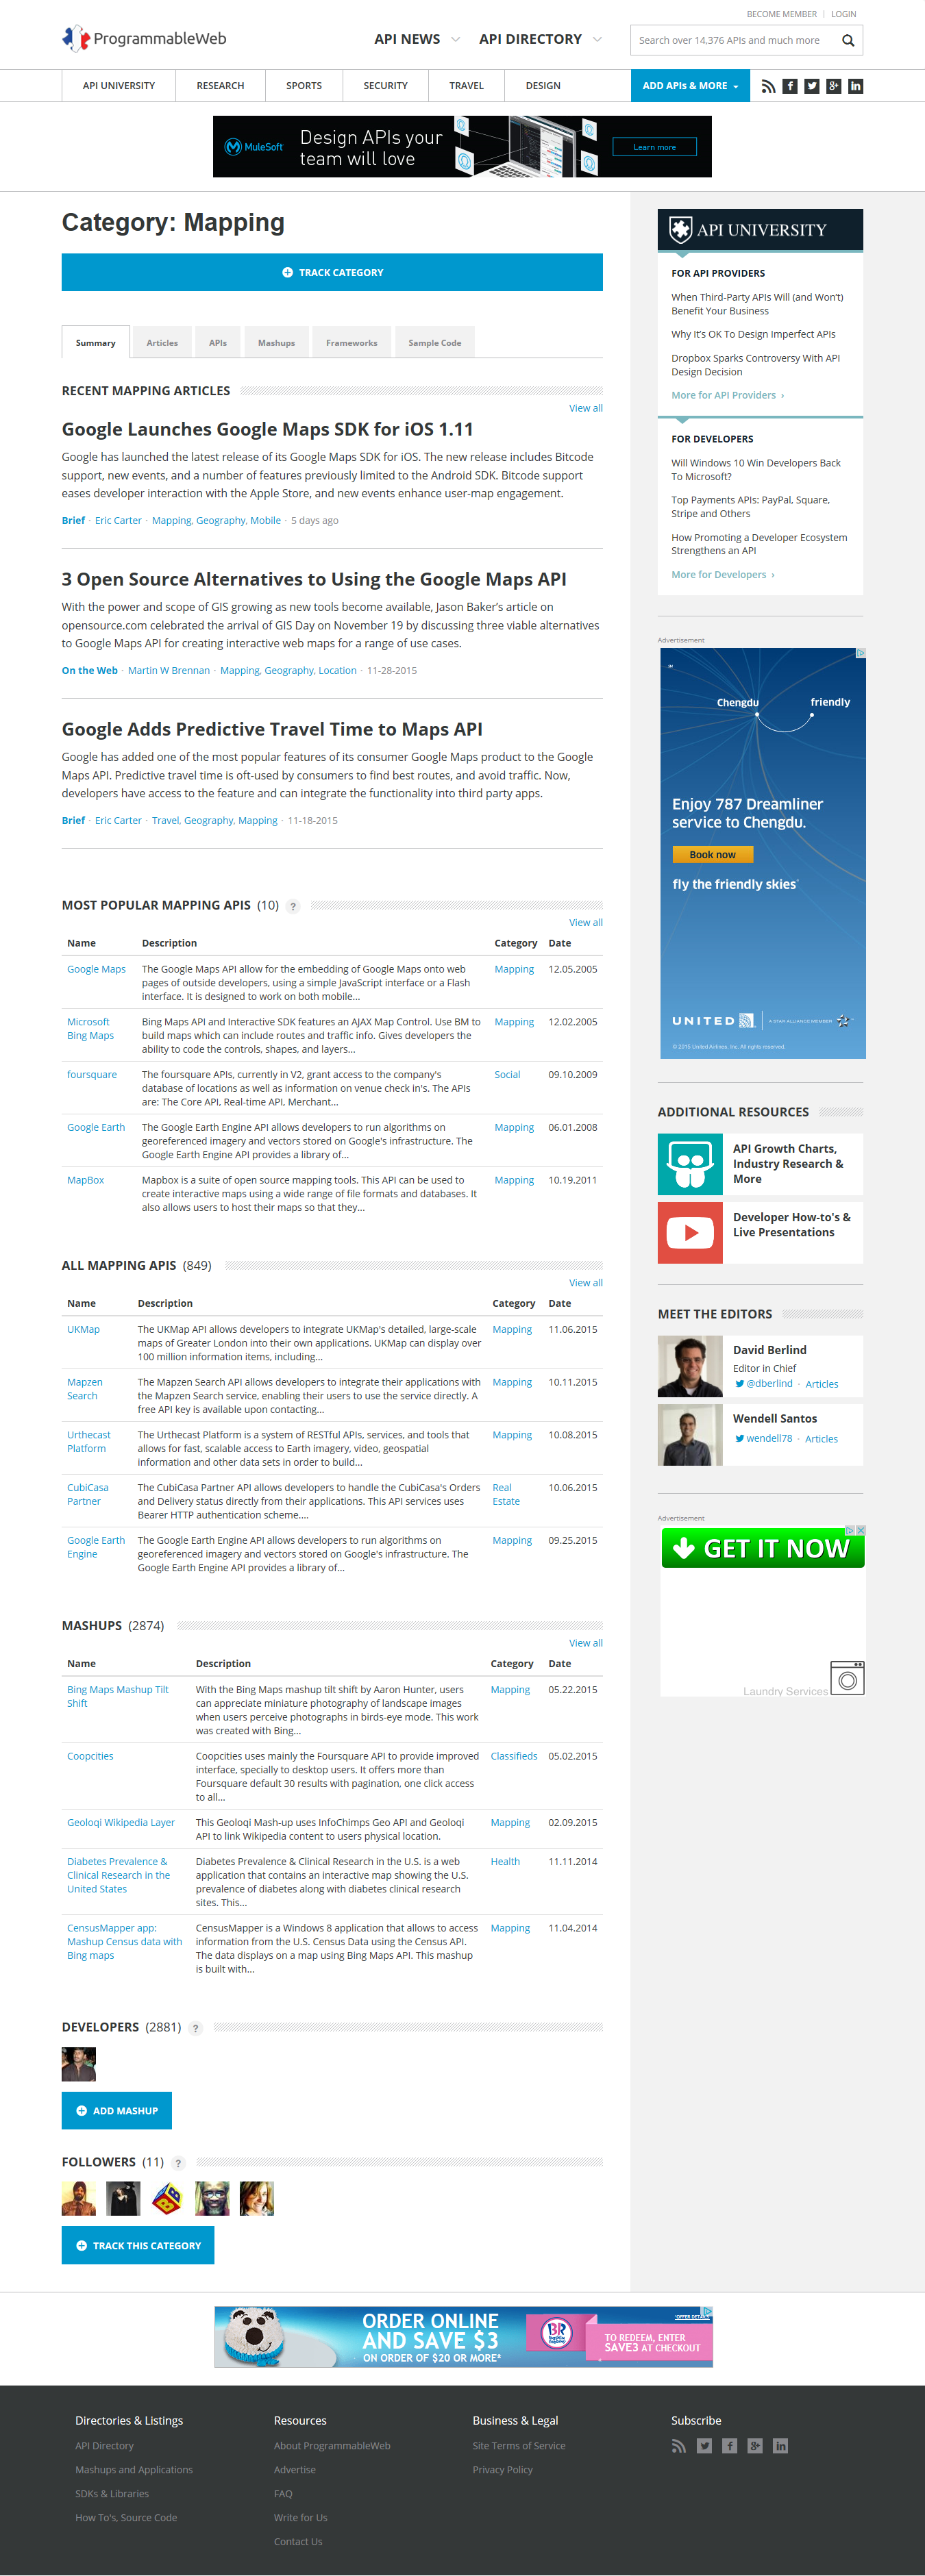 BECOME MEMBER | LOGIN
ProgrammableWeb
API NEWS
API DIRECTORY
Search over 14,376 APIs and much more
API UNIVERSITY
RESEARCH
SPORTS
SECURITY
TRAVEL
DESIGN
ADD APIs & MORE
MuleSoft
Design APIs your
team will love
Learn more
Category: Mapping
TRACK CATEGORY
Summary
Articles
APIs
Mashups
Frameworks
Sample Code
RECENT MAPPING ARTICLES
View all
Google Launches Google Maps SDK for iOS 1.11
Google has launched the latest release of its Google Maps SDK for iOS. The new release includes Bitcode
support, new events, and a number of features previously limited to the Android SDK. Bitcode support
eases developer interaction with the Apple Store, and new events enhance user-map engagement.
Brief · Eric Carter · Mapping, Geography, Mobile · 5 days ago
3 Open Source Alternatives to Using the Google Maps API
With the power and scope of GIS growing as new tools become available, Jason Baker’s article on
opensource.com celebrated the arrival of GIS Day on November 19 by discussing three viable alternatives
to Google Maps API for creating interactive web maps for a range of use cases.
On the Web · Martin W Brennan · Mapping, Geography, Location · 11-28-2015
Google Adds Predictive Travel Time to Maps API
Google has added one of the most popular features of its consumer Google Maps product to the Google
Maps API. Predictive travel time is oft-used by consumers to find best routes, and avoid traffic. Now,
developers have access to the feature and can integrate the functionality into third party apps.
Brief · Eric Carter · Travel, Geography, Mapping · 11-18-2015
MOST POPULAR MAPPING APIS (10) ?
View all
Name Description Category Date
Google Maps The Google Maps API allow for the embedding of Google Maps onto web Mapping 12.05.2005
pages of outside developers, using a simple JavaScript interface or a Flash
interface. It is designed to work on both mobile...
Microsoft Bing Maps API and Interactive SDK features an AJAX Map Control. Use BM to Mapping 12.02.2005
Bing Maps build maps which can include routes and traffic info. Gives developers the
ability to code the controls, shapes, and layers...
foursquare The foursquare APIs, currently in V2, grant access to the company's Social 09.10.2009
database of locations as well as information on venue check in's. The APIs
are: The Core API, Real-time API, Merchant...
Google Earth The Google Earth Engine API allows developers to run algorithms on Mapping 06.01.2008
georeferenced imagery and vectors stored on Google's infrastructure. The
Google Earth Engine API provides a library of...
MapBox Mapbox is a suite of open source mapping tools. This API can be used to Mapping 10.19.2011
create interactive maps using a wide range of file formats and databases. It
also allows users to host their maps so that they...
ALL MAPPING APIS (849)
View all
Name Description Category Date
UKMap The UKMap API allows developers to integrate UKMap's detailed, large-scale Mapping 11.06.2015
maps of Greater London into their own applications. UKMap can display over
100 million information items, including...
Mapzen The Mapzen Search API allows developers to integrate their applications with Mapping 10.11.2015
Search the Mapzen Search service, enabling their users to use the service directly. A
free API key is available upon contacting...
Urthecast The Urthecast Platform is a system of RESTful APIs, services, and tools that Mapping 10.08.2015
Platform allows for fast, scalable access to Earth imagery, video, geospatial
information and other data sets in order to build...
CubiCasa The CubiCasa Partner API allows developers to handle the CubiCasa's Orders Real 10.06.2015
Partner and Delivery status directly from their applications. This API services uses Estate
Bearer HTTP authentication scheme....
Google Earth The Google Earth Engine API allows developers to run algorithms on Mapping 09.25.2015
Engine georeferenced imagery and vectors stored on Google's infrastructure. The
Google Earth Engine API provides a library of...
MASHUPS (2874)
View all
Name Description Category Date
Bing Maps Mashup Tilt With the Bing Maps mashup tilt shift by Aaron Hunter, users Mapping 05.22.2015
Shift can appreciate miniature photography of landscape images
when users perceive photographs in birds-eye mode. This work
was created with Bing...
Coopcities Coopcities uses mainly the Foursquare API to provide improved Classifieds 05.02.2015
interface, specially to desktop users. It offers more than
Foursquare default 30 results with pagination, one click access
to all...
Geoloqi Wikipedia Layer This Geoloqi Mash-up uses InfoChimps Geo API and Geoloqi Mapping 02.09.2015
API to link Wikipedia content to users physical location.
Diabetes Prevalence & Diabetes Prevalence & Clinical Research in the U.S. is a web Health 11.11.2014
Clinical Research in the application that contains an interactive map showing the U.S.
United States prevalence of diabetes along with diabetes clinical research
sites. This...
CensusMapper app: CensusMapper is a Windows 8 application that allows to access Mapping 11.04.2014
Mashup Census data with information from the U.S. Census Data using the Census API.
Bing maps The data displays on a map using Bing Maps API. This mashup
is built with...
DEVELOPERS (2881) ?
ADD MASHUP
FOLLOWERS (11) ?
TRACK THIS CATEGORY
API UNIVERSITY
FOR API PROVIDERS
When Third-Party APIs Will (and Won’t)
Benefit Your Business
Why It’s OK To Design Imperfect APIs
Dropbox Sparks Controversy With API
Design Decision
More for API Providers ›
FOR DEVELOPERS
Will Windows 10 Win Developers Back
To Microsoft?
Top Payments APIs: PayPal, Square,
Stripe and Others
How Promoting a Developer Ecosystem
Strengthens an API
More for Developers ›
Advertisement
Chengdu friendly
Enjoy 787 Dreamliner
service to Chengdu.
Book now
fly the friendly skies
UNITED
A STAR ALLIANCE MEMBER
© 2015 United Airlines, Inc. All rights reserved.
ADDITIONAL RESOURCES
API Growth Charts,
Industry Research &
More
Developer How-to's &
Live Presentations
MEET THE EDITORS
David Berlind
Editor in Chief
@dberlind · Articles
Wendell Santos
wendell78 · Articles
Advertisement
GET IT NOW
Laundry Services
ORDER ONLINE
AND SAVE $3
ON ORDER OF $20 OR MORE*
BR
*OFFER DETAILS
TO REDEEM, ENTER
SAVE3 AT CHECKOUT
Directories & Listings
API Directory
Mashups and Applications
SDKs & Libraries
How To's, Source Code
Resources
About ProgrammableWeb
Advertise
FAQ
Write for Us
Contact Us
Business & Legal
Site Terms of Service
Privacy Policy
Subscribe